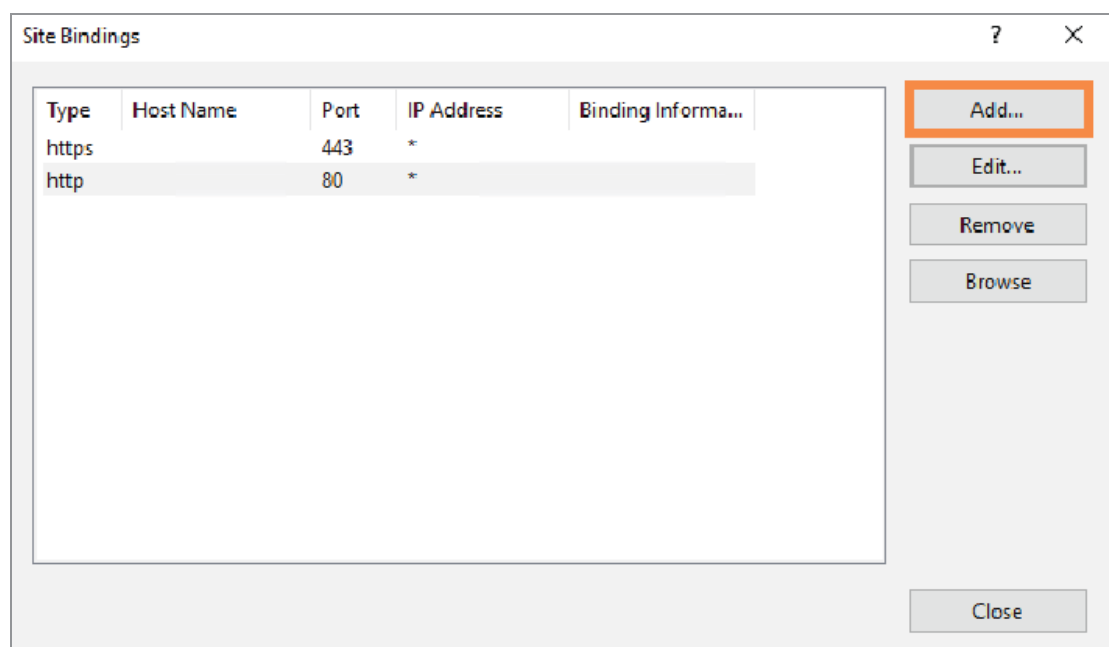 Site Bindings ? ×
Type Host Name Port IP Address Binding Informa...
https 443 *
http 80 *
Add...
Edit...
Remove
Browse
Close